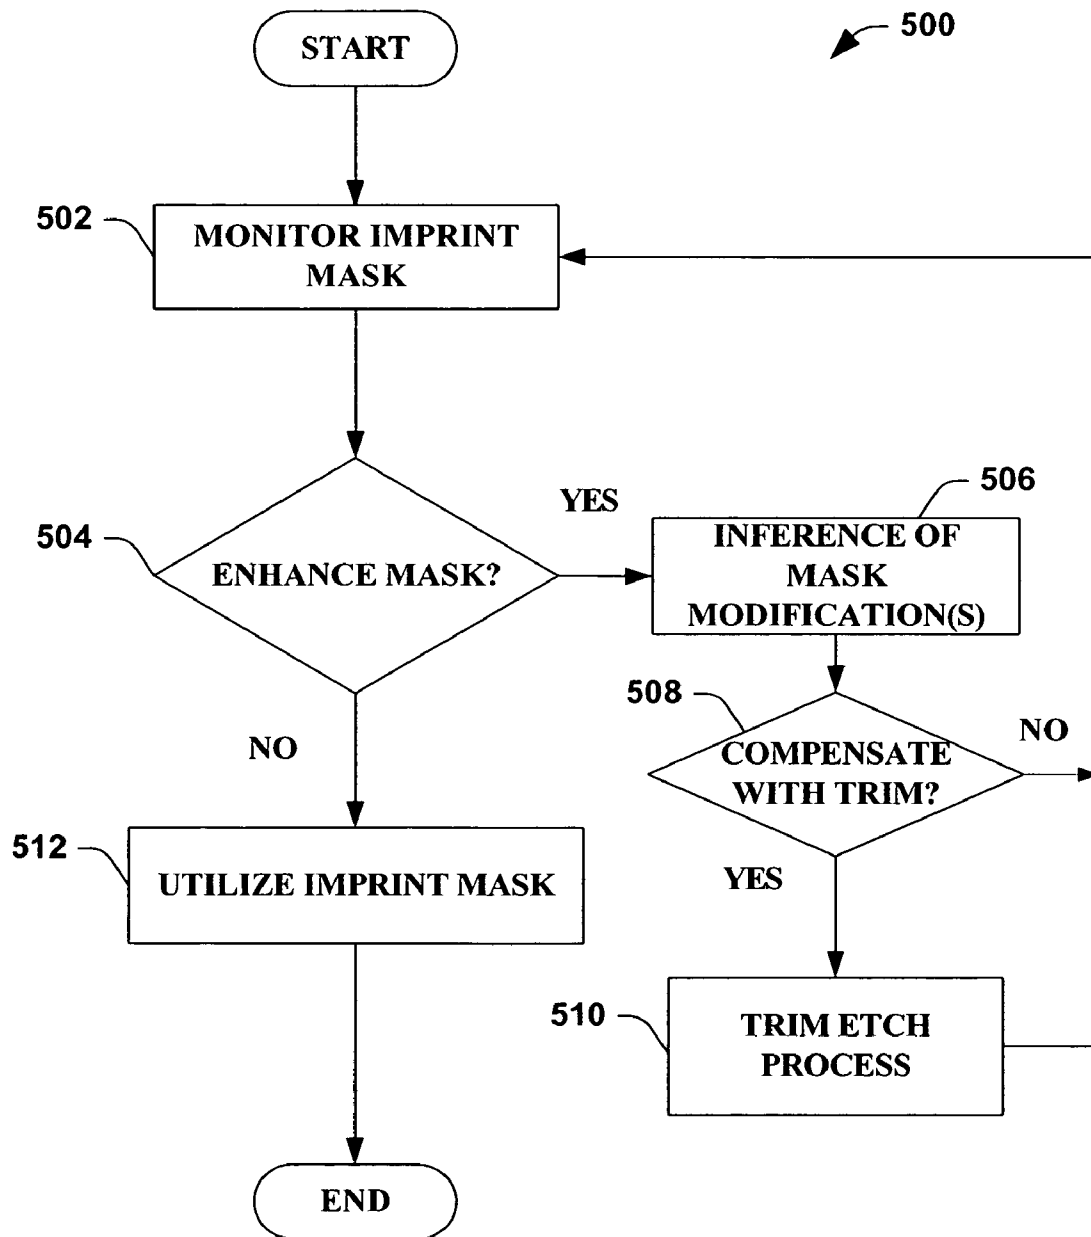 START
500
502
MONITOR IMPRINT
MASK
504
ENHANCE MASK?
YES
506
INFERENCE OF
MASK
MODIFICATION(S)
508
COMPENSATE
WITH TRIM?
NO
NO
YES
512
UTILIZE IMPRINT MASK
510
TRIM ETCH
PROCESS
END